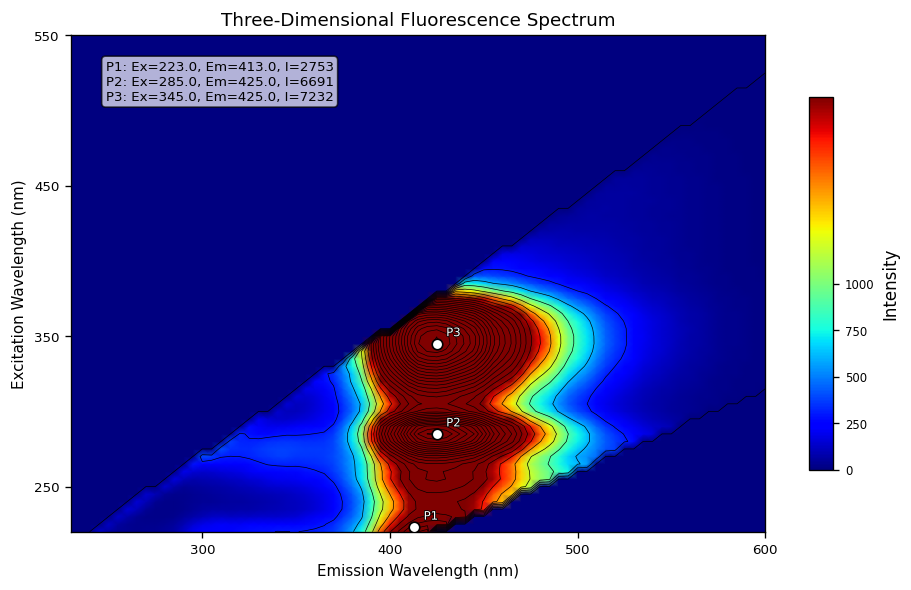 Three-Dimensional Fluorescence Spectrum
550
450
350
250
Excitation Wavelength (nm)
P1: Ex=223.0, Em=413.0, I=2753
P2: Ex=285.0, Em=425.0, I=6691
P3: Ex=345.0, Em=425.0, I=7232
P3
P2
P1
300
400
500
600
Emission Wavelength (nm)
1000
750
500
250
0
Intensity